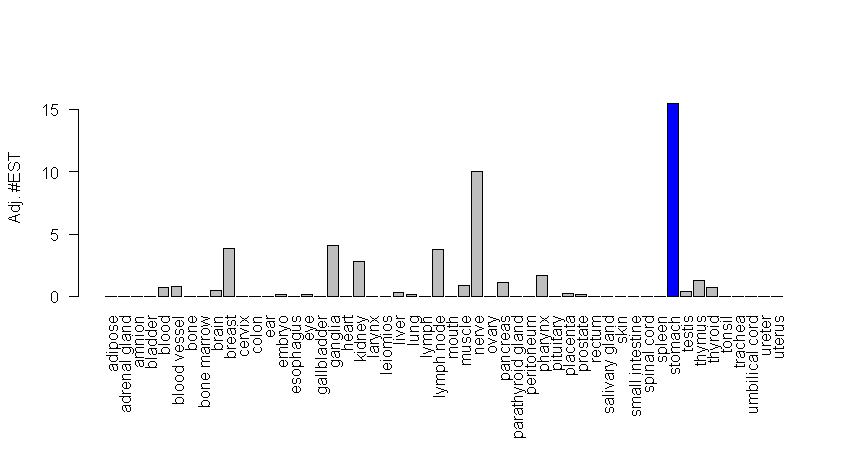 Adj. #EST
15
10
5
0
adipose
adrenal gland
amnion
bladder
blood
blood vessel
bone
bone marrow
brain
breast
cervix
colon
ear
embryo
esophagus
eye
gallbladder
ganglia
heart
kidney
larynx
leiomios
liver
lung
lymph
lymph node
mouth
muscle
nerve
ovary
pancreas
parathyroid gland
peritoneum
pharynx
pituitary
placenta
prostate
rectum
salivary gland
skin
small intestine
spinal cord
spleen
stomach
testis
thymus
thyroid
tonsil
trachea
umbilical cord
ureter
uterus